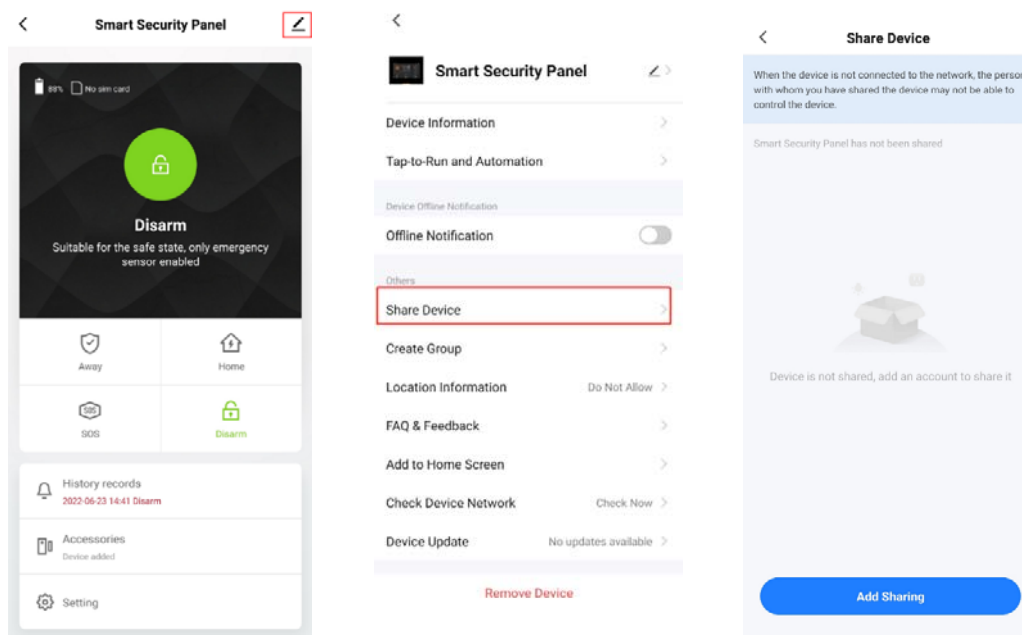 Smart Security Panel
88% No sim card
Disarm
Suitable for the safe state, only emergency
sensor enabled
Away
Home
SOS
SOS
Disarm
History records
2022-06-23 14:41 Disarm
Accessories
Device added
Setting
Smart Security Panel
Device Information
Tap-to-Run and Automation
Device Offline Notification
Offline Notification
Others
Share Device
Create Group
Location Information Do Not Allow
FAQ & Feedback
Add to Home Screen
Check Device Network Check Now
Device Update No updates available
Remove Device
Share Device
When the device is not connected to the network, the person
with whom you have shared the device may not be able to
control the device.
Smart Security Panel has not been shared
Device is not shared, add an account to share it
Add Sharing